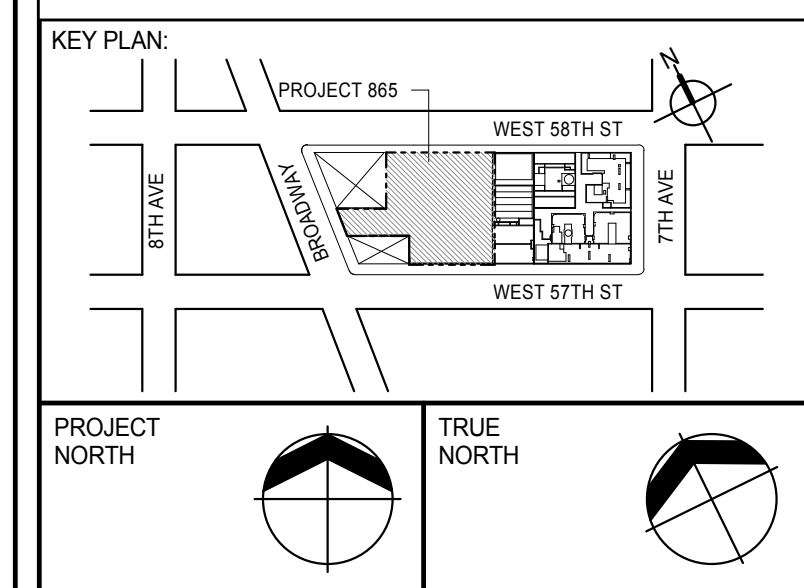 KEY PLAN:
N
PROJECT 865
WEST 58TH ST
8TH AVE
BROADWAY
7TH AVE
WEST 57TH ST
PROJECT
NORTH
TRUE
NORTH